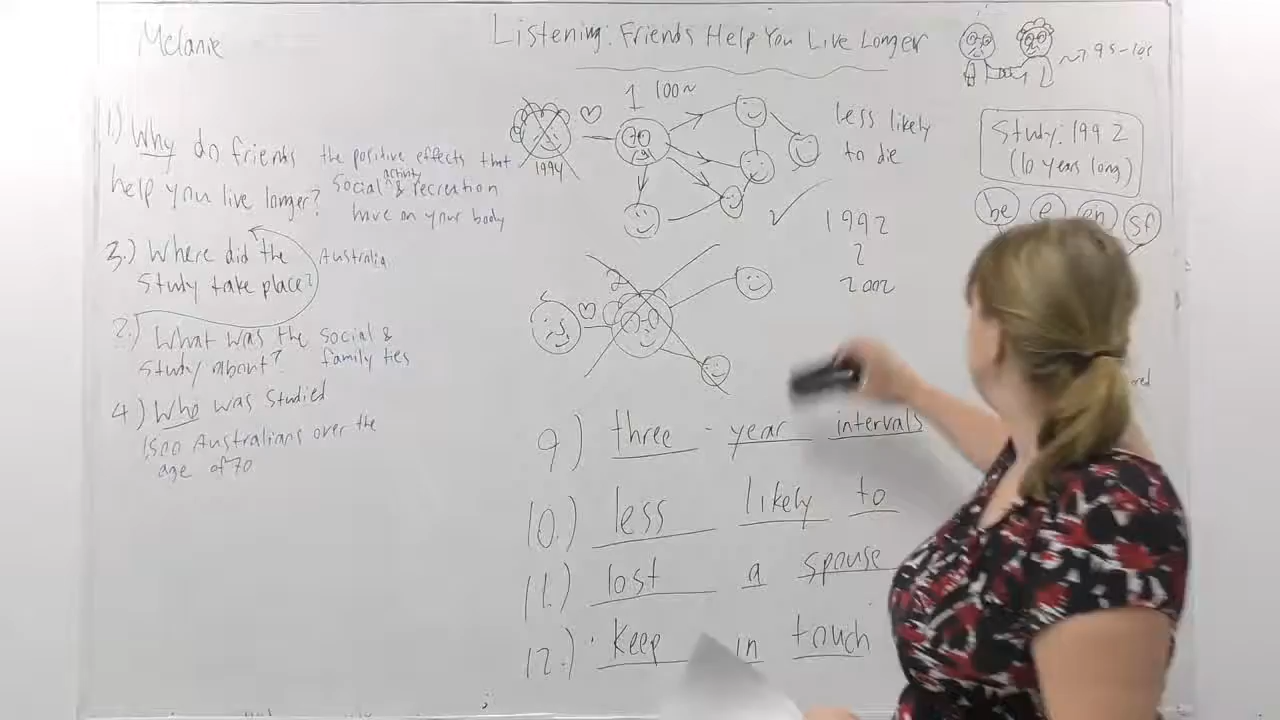 Melanie
Listening: Friends Help You Live Longer
95-105
1 100~
less likely
to die
Study: 1992
(10 years long)
be e en sf
1994
1.) Why do friends
help you live longer?
the positive effects that
social & recreation
activity
have on your body
1992
2
2002
3.) Where did the
study take place?
Australia
2
2.) What was the
study about?
social &
family ties
4.) Who was studied
1500 Australians over the
age of 70
9.) three - year intervals
10.) less likely to
11.) lost a spouse
12.) keep in touch